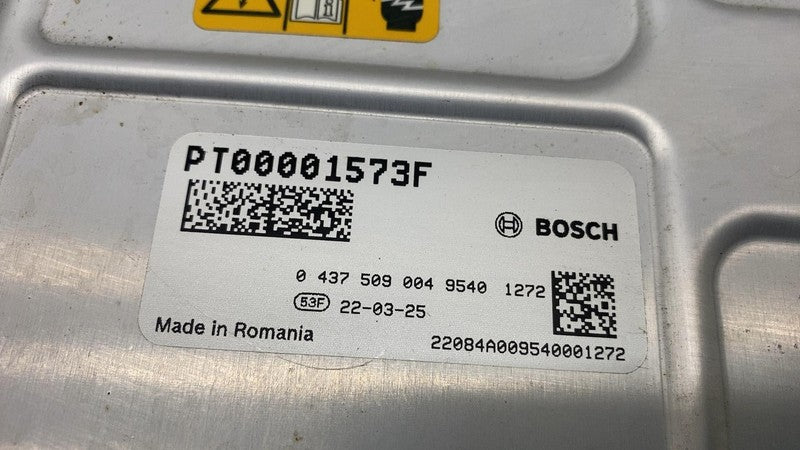 PT00001573F
BOSCH
0 437 509 004 9540 1272
53F 22-03-25
Made in Romania
22084A009540001272